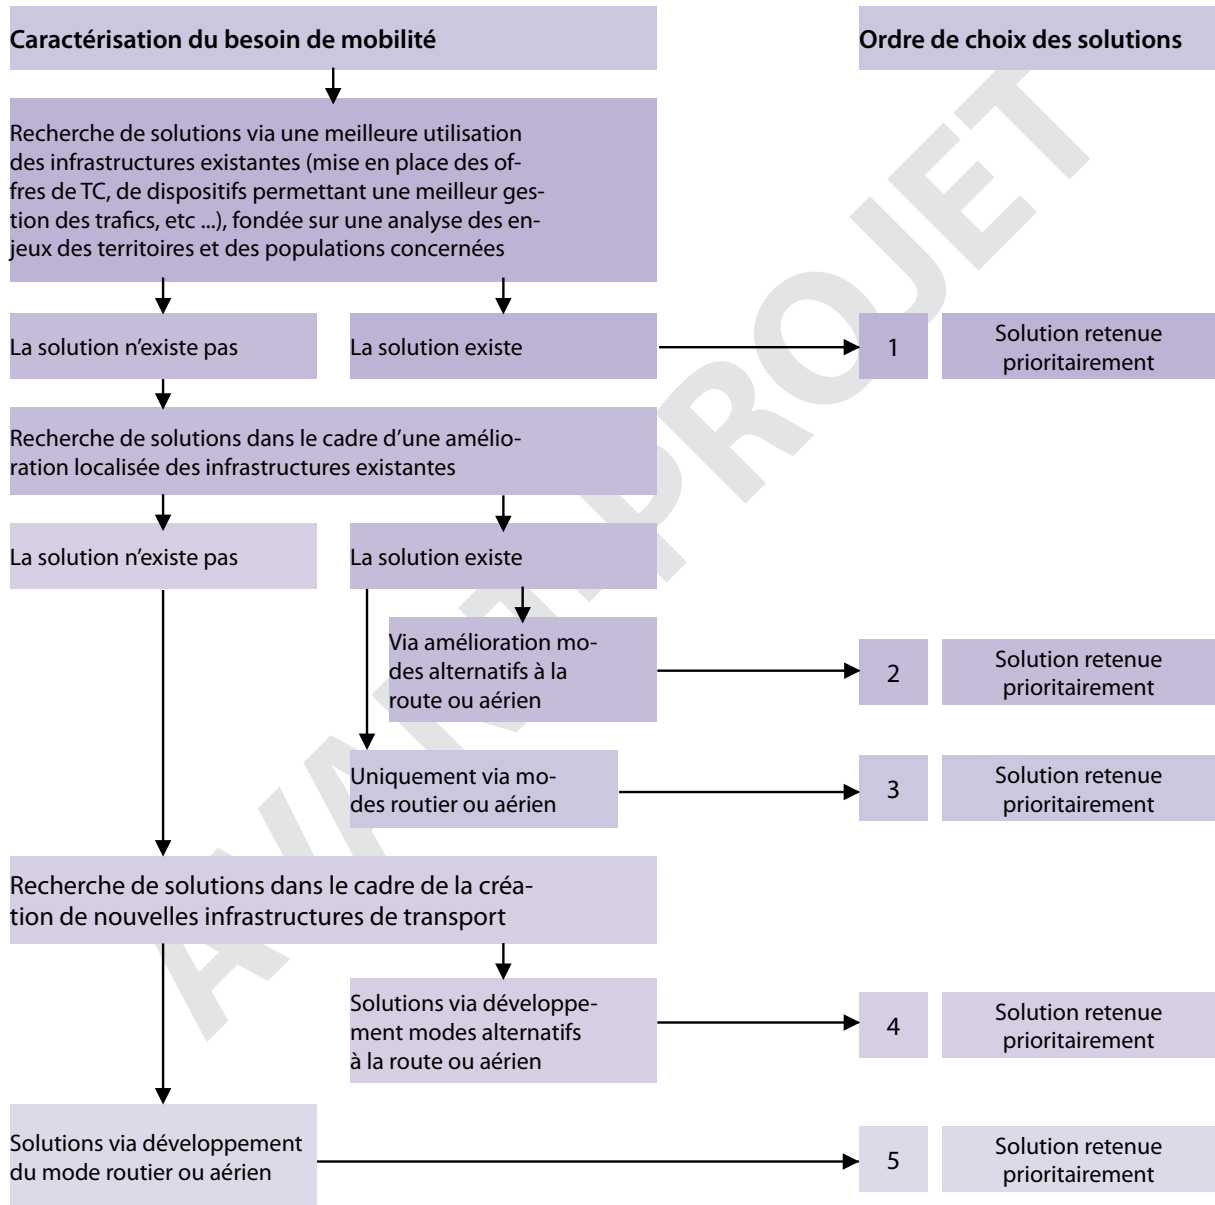 Caractérisation du besoin de mobilité
Ordre de choix des solutions
Recherche de solutions via une meilleure utilisation
des infrastructures existantes (mise en place des of-
fres de TC, de dispositifs permettant une meilleur ges-
tion des trafics, etc ...), fondée sur une analyse des en-
jeux des territoires et des populations concernées
La solution n'existe pas
La solution existe
1
Solution retenue
prioritairement
Recherche de solutions dans le cadre d'une amélio-
ration localisée des infrastructures existantes
La solution n'existe pas
La solution existe
Via amélioration mo-
des alternatifs à la
route ou aérien
2
Solution retenue
prioritairement
Uniquement via mo-
des routier ou aérien
3
Solution retenue
prioritairement
Recherche de solutions dans le cadre de la créa-
tion de nouvelles infrastructures de transport
Solutions via développe-
ment modes alternatifs
à la route ou aérien
4
Solution retenue
prioritairement
Solutions via développement
du mode routier ou aérien
5
Solution retenue
prioritairement
AVANT-PROJET